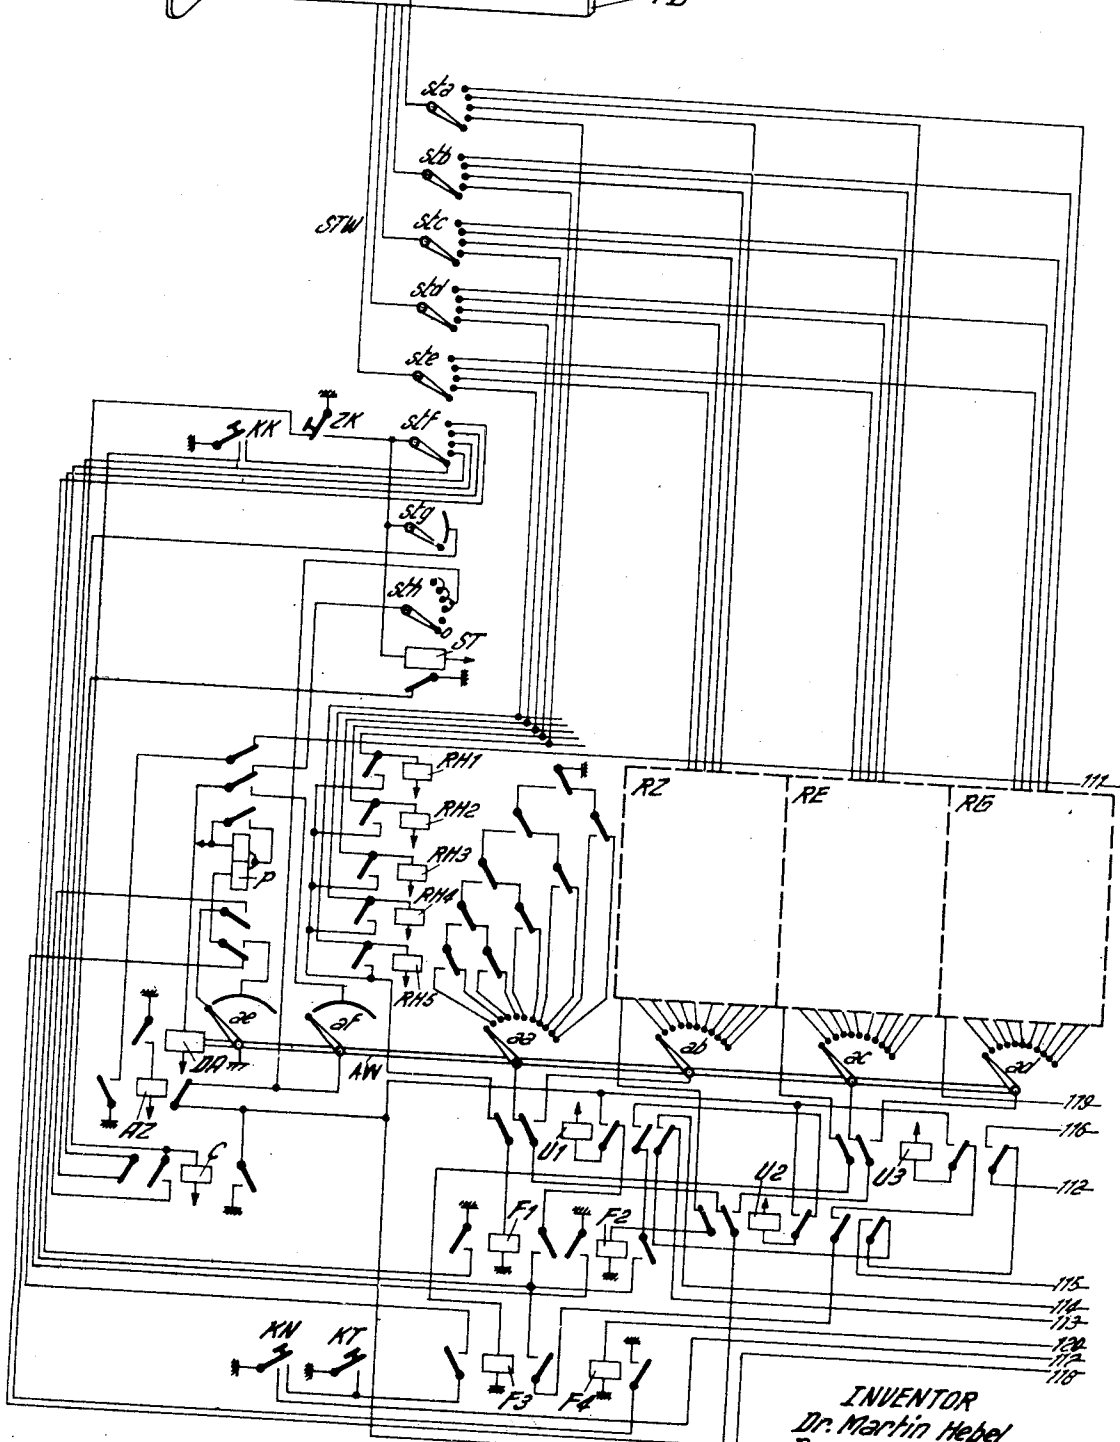 sta
stb
STW
stc
std
ste
KK
ZK
stf
stg
sth
ST
RH1
RZ
RE
RG
111
RH2
RH3
P
RH4
RH5
ae
af
aa
ab
ac
ad
DA
AW
119
AZ
116
U1
U3
C
U2
112
F1
F2
115
114
113
KN
KT
120
117
118
F3
F4
INVENTOR
Dr. Martin Hebel